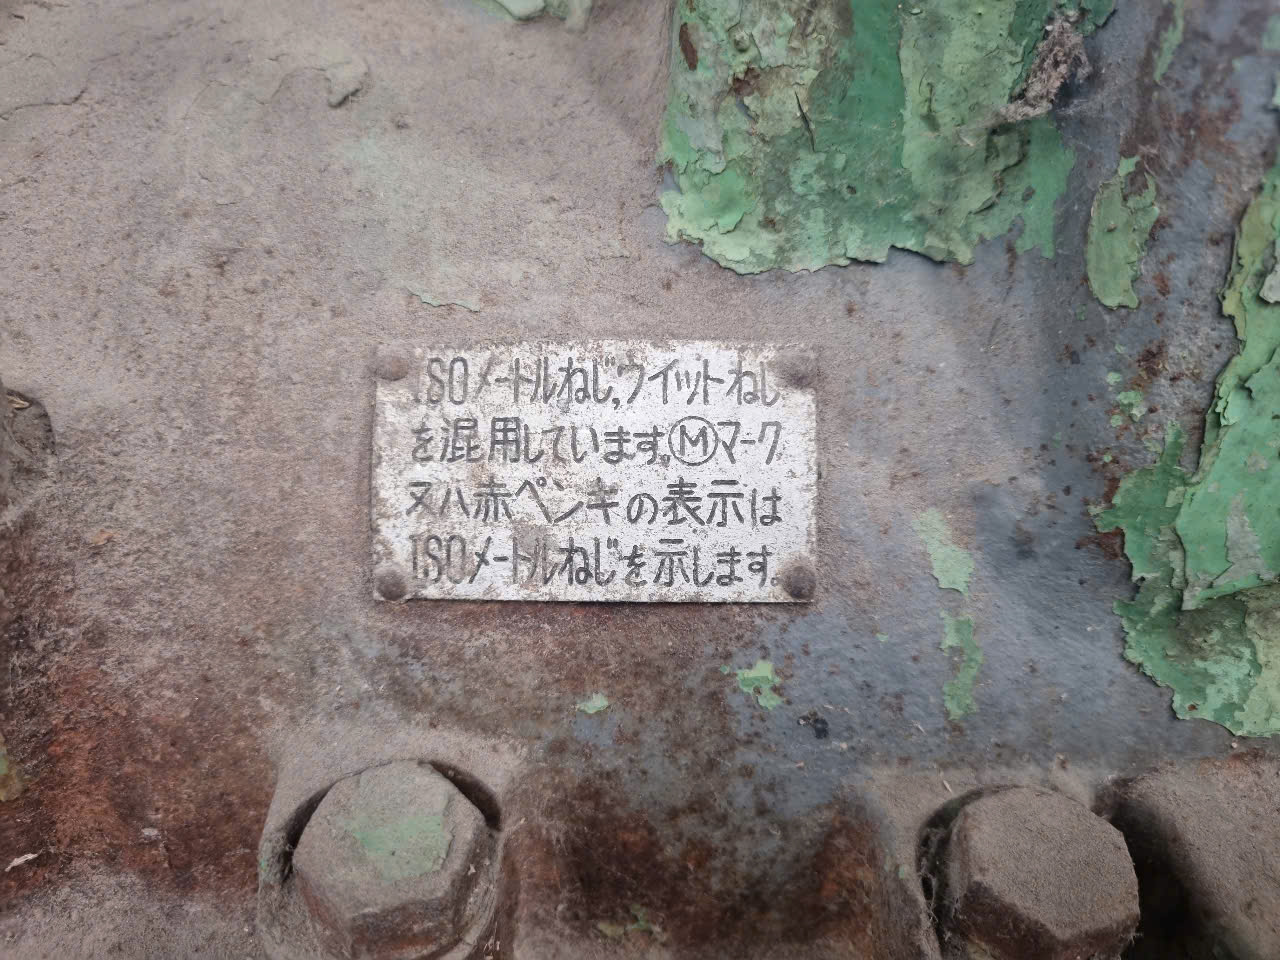 ISOメートルねじ,ウイットねじ
を混用しています。Ⓜマーク
又ハ赤ペンキの表示は
ISOメートルねじを示します。